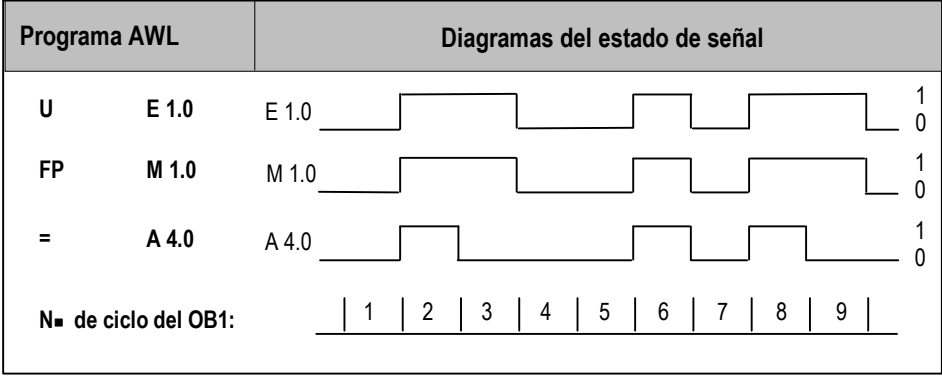 Programa AWL Diagramas del estado de señal
U E 1.0 E 1.0 1
0
FP M 1.0 M 1.0 1
0
= A 4.0 A 4.0 1
0
N■ de ciclo del OB1: 1 2 3 4 5 6 7 8 9